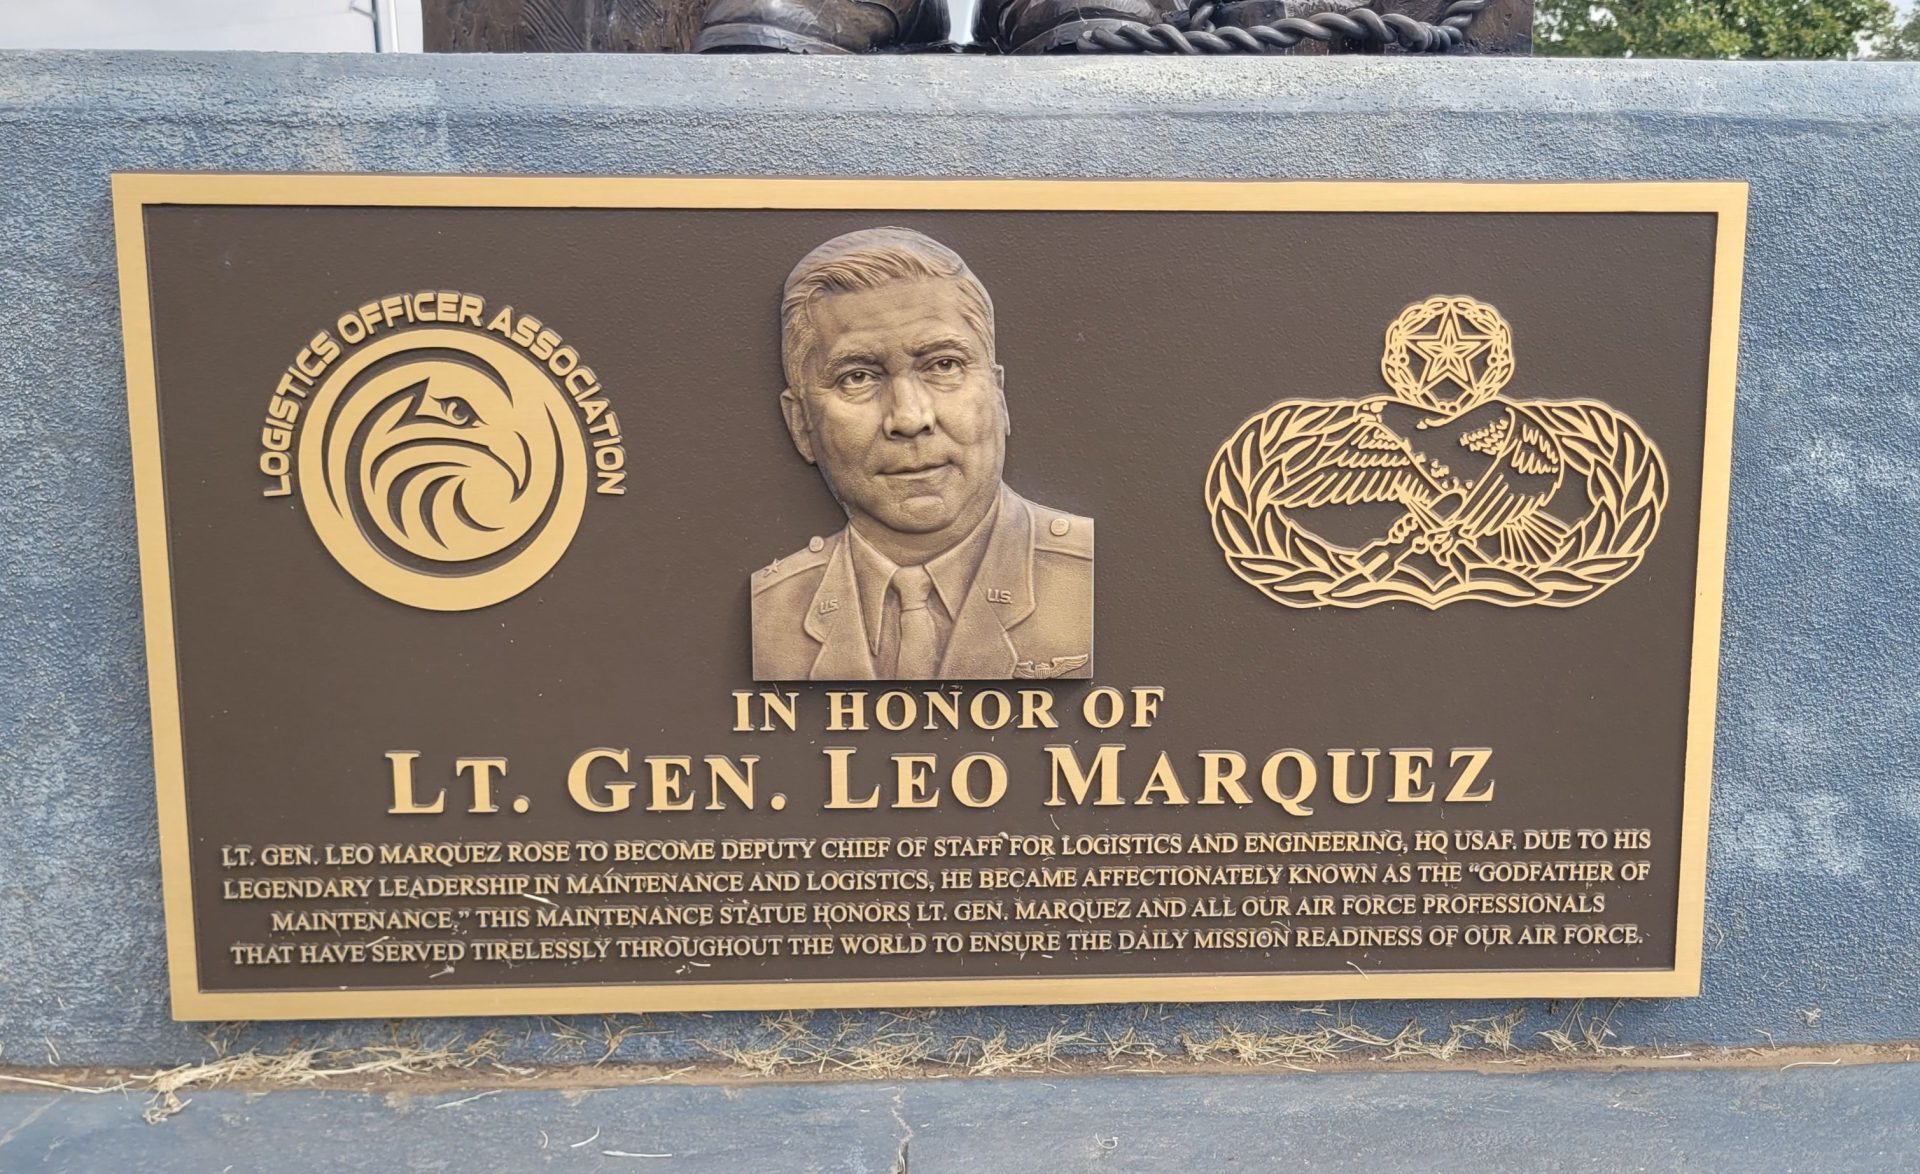 LOGISTICS OFFICER ASSOCIATION
U.S.
U.S.
IN HONOR OF
LT. GEN. LEO MARQUEZ
LT. GEN. LEO MARQUEZ ROSE TO BECOME DEPUTY CHIEF OF STAFF FOR LOGISTICS AND ENGINEERING, HQ USAF. DUE TO HIS
LEGENDARY LEADERSHIP IN MAINTENANCE AND LOGISTICS, HE BECAME AFFECTIONATELY KNOWN AS THE “GODFATHER OF
MAINTENANCE.” THIS MAINTENANCE STATUE HONORS LT. GEN. MARQUEZ AND ALL OUR AIR FORCE PROFESSIONALS
THAT HAVE SERVED TIRELESSLY THROUGHOUT THE WORLD TO ENSURE THE DAILY MISSION READINESS OF OUR AIR FORCE.